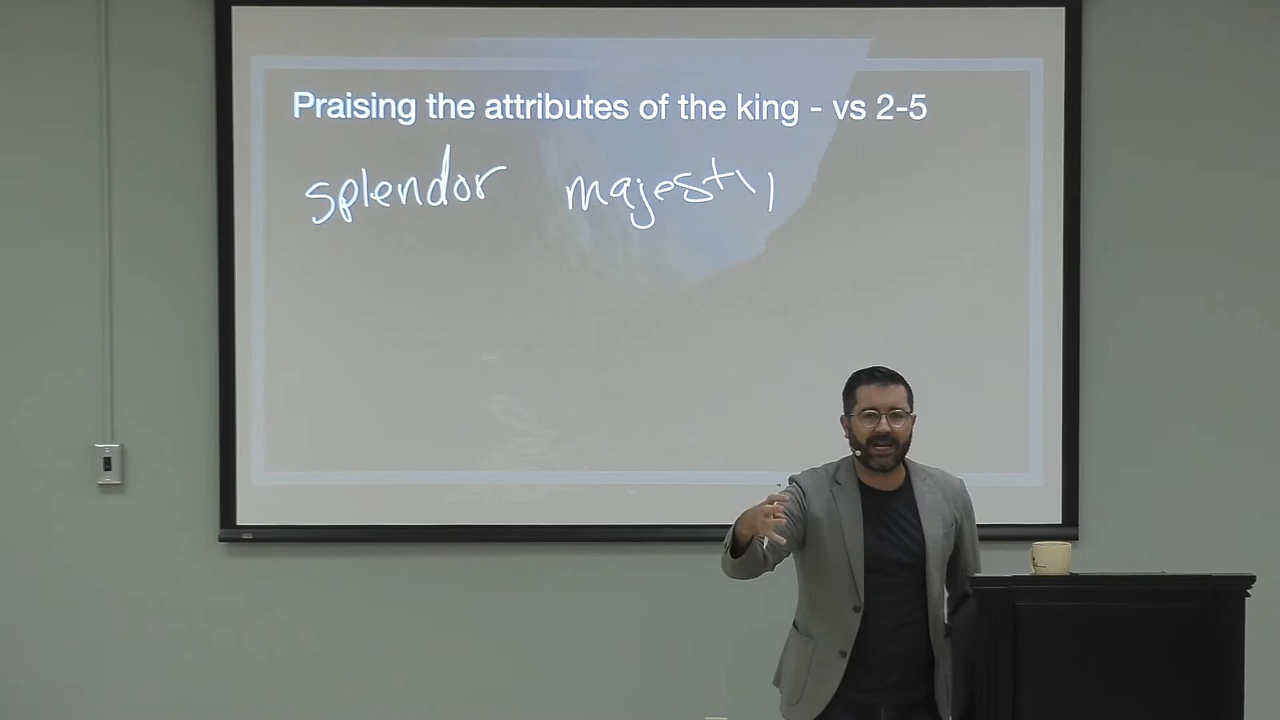 Praising the attributes of the king - vs 2-5
splendor majesty